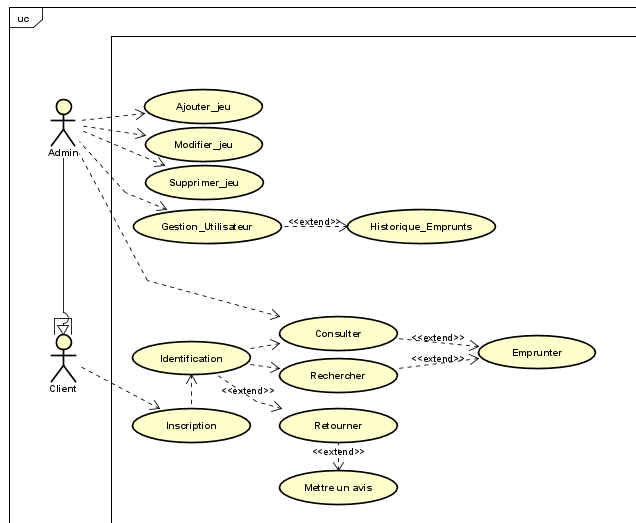 uc
Ajouter_jeu
Modifier_jeu
Admin
Supprimer_jeu
Gestion_Utilisateur
<<extend>>
Historique_Emprunts
Consulter
<<extend>>
Emprunter
Identification
<<extend>>
Rechercher
Client
<<extend>>
Inscription
Retourner
<<extend>>
Mettre un avis